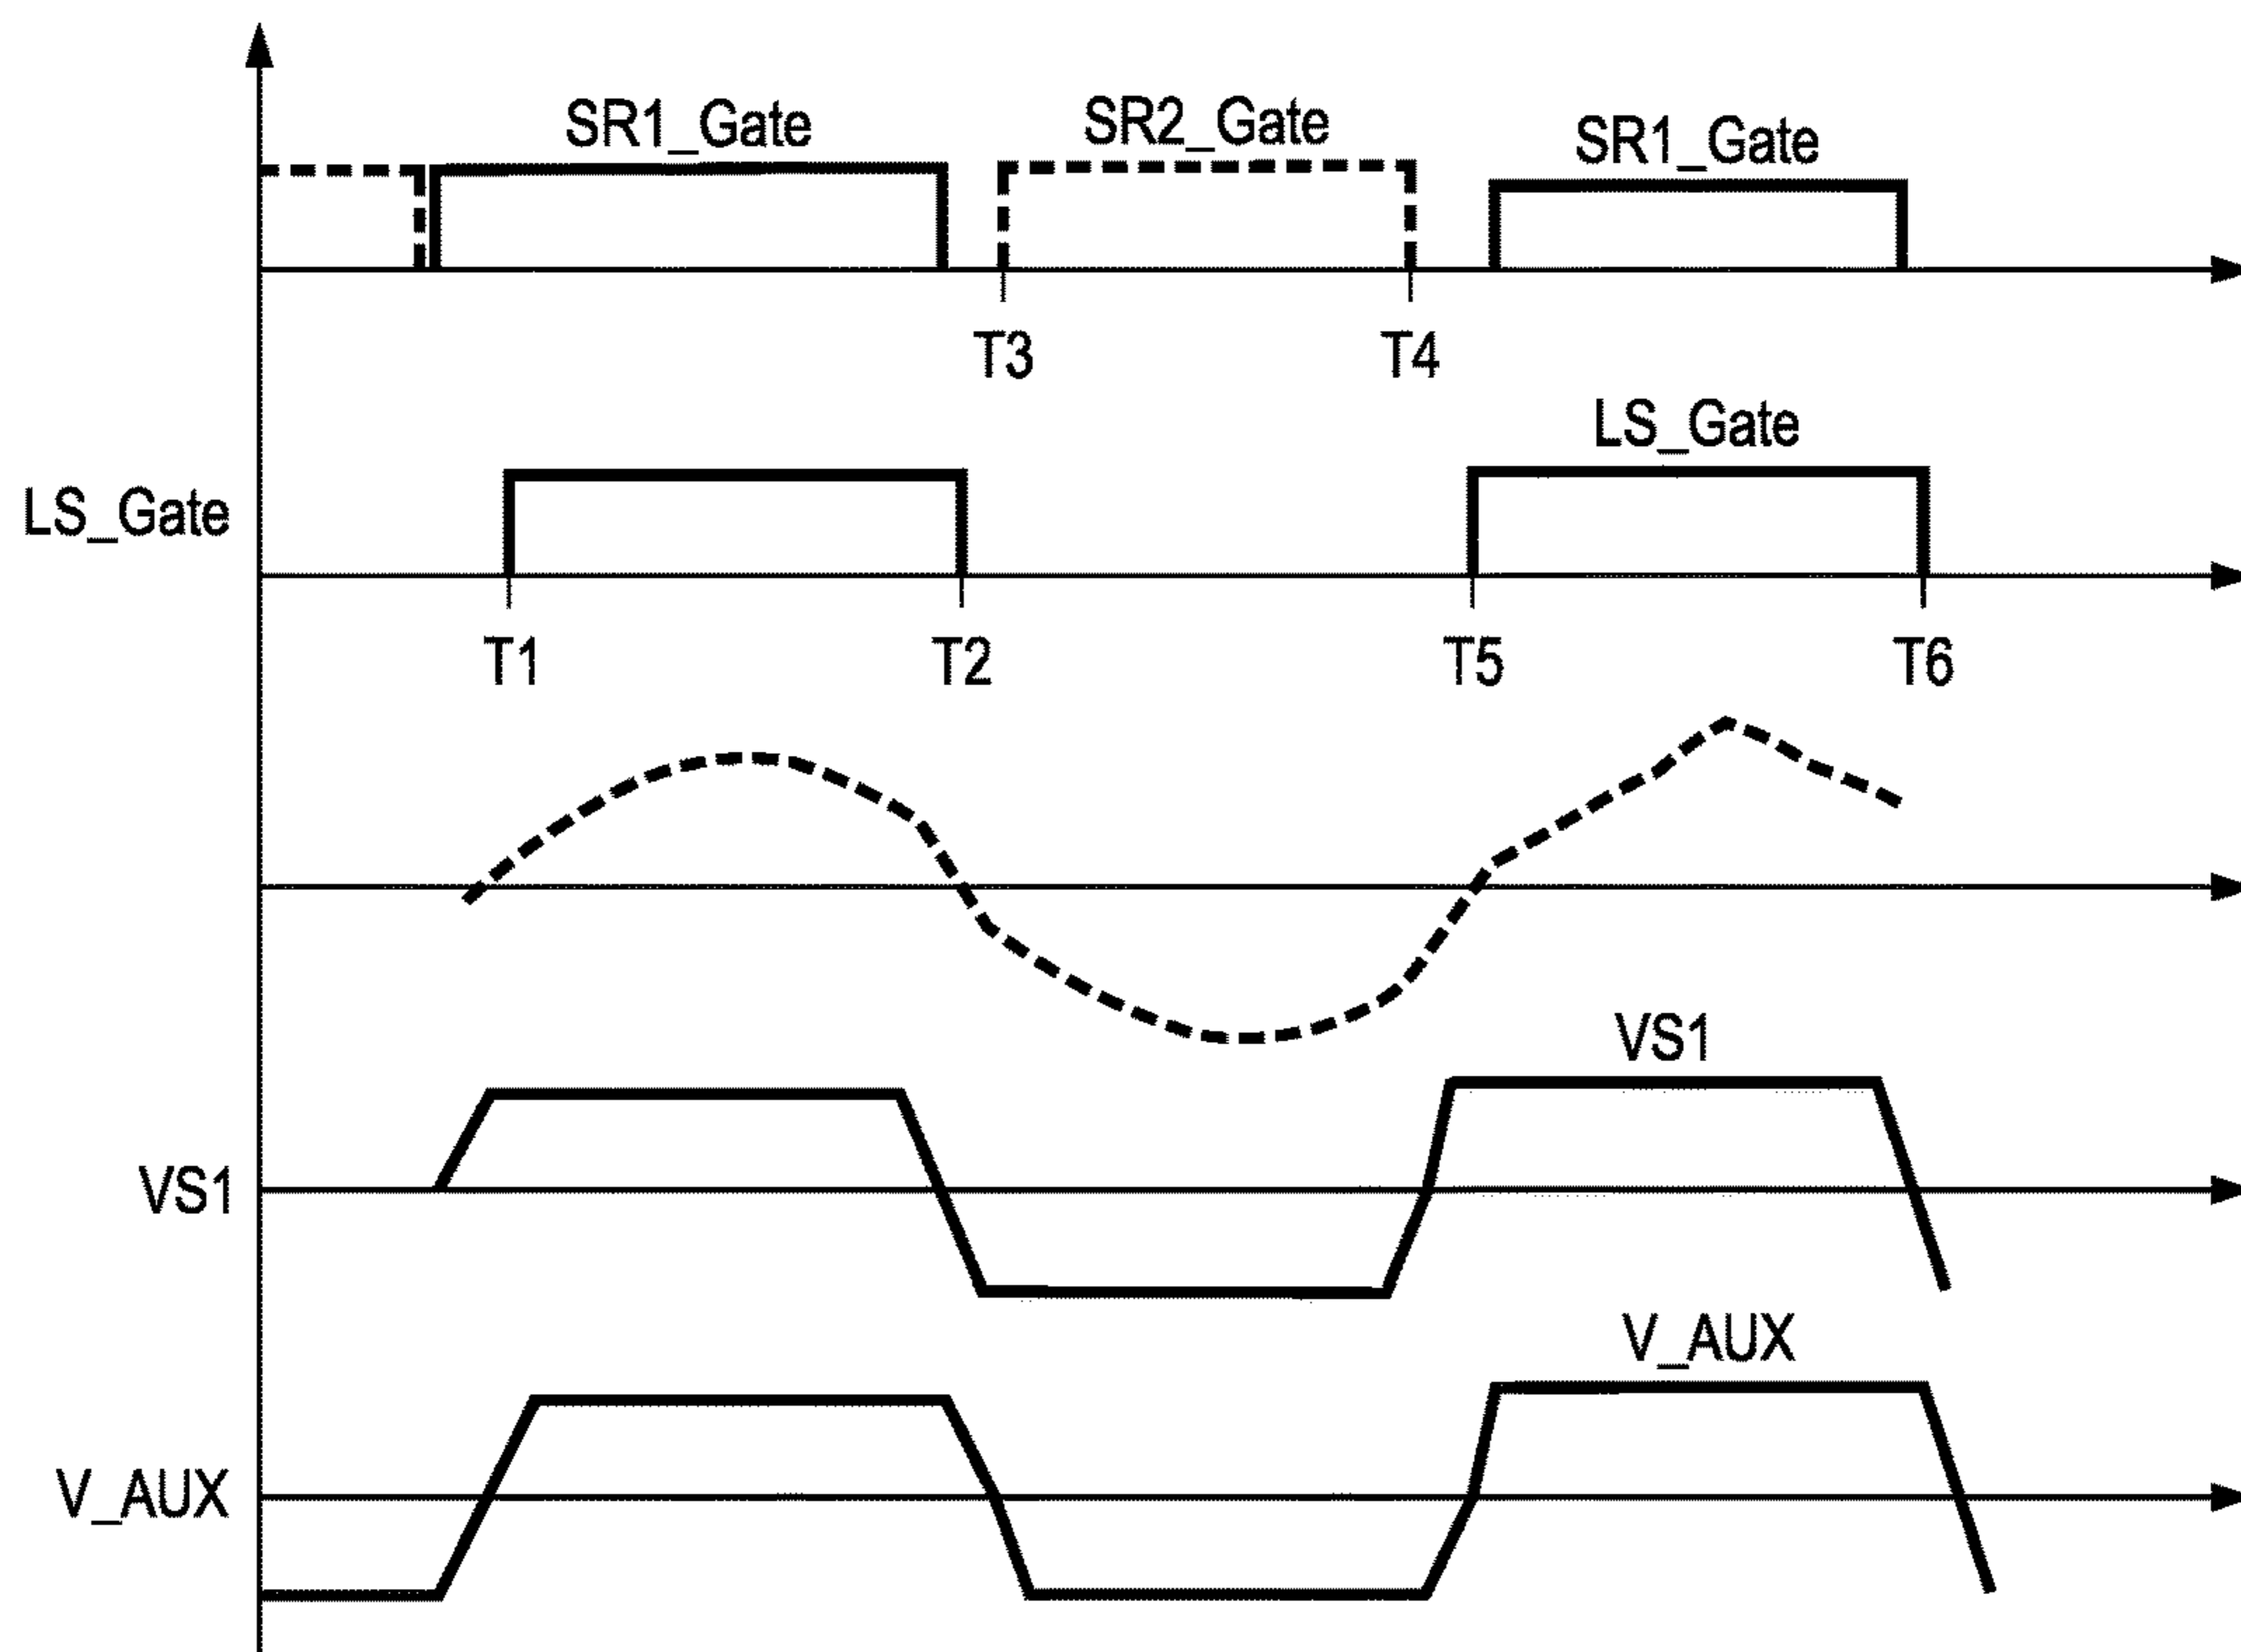 SR1_Gate SR2_Gate SR1_Gate
T3 T4
LS_Gate
LS_Gate
T1 T2 T5 T6
VS1
VS1
V_AUX
V_AUX